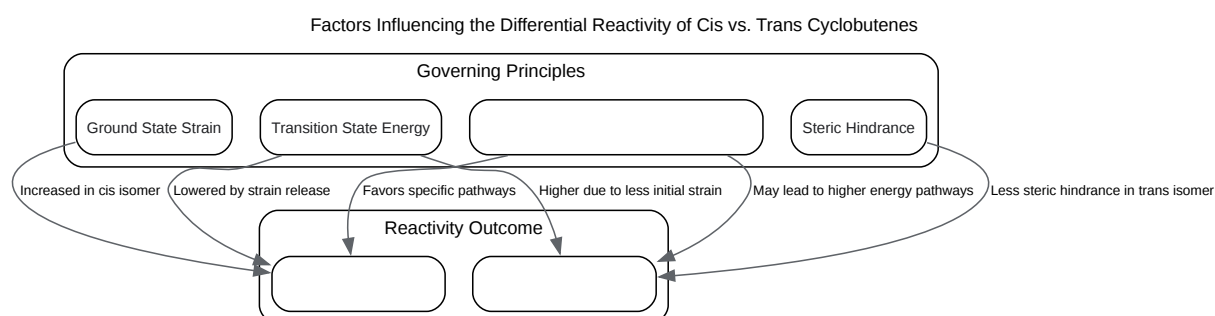 Factors Influencing the Differential Reactivity of Cis vs. Trans Cyclobutenes
Governing Principles
Ground State Strain
Transition State Energy
Steric Hindrance
Increased in cis isomer
Lowered by strain release
Favors specific pathways
Higher due to less initial strain
May lead to higher energy pathways
Less steric hindrance in trans isomer
Reactivity Outcome